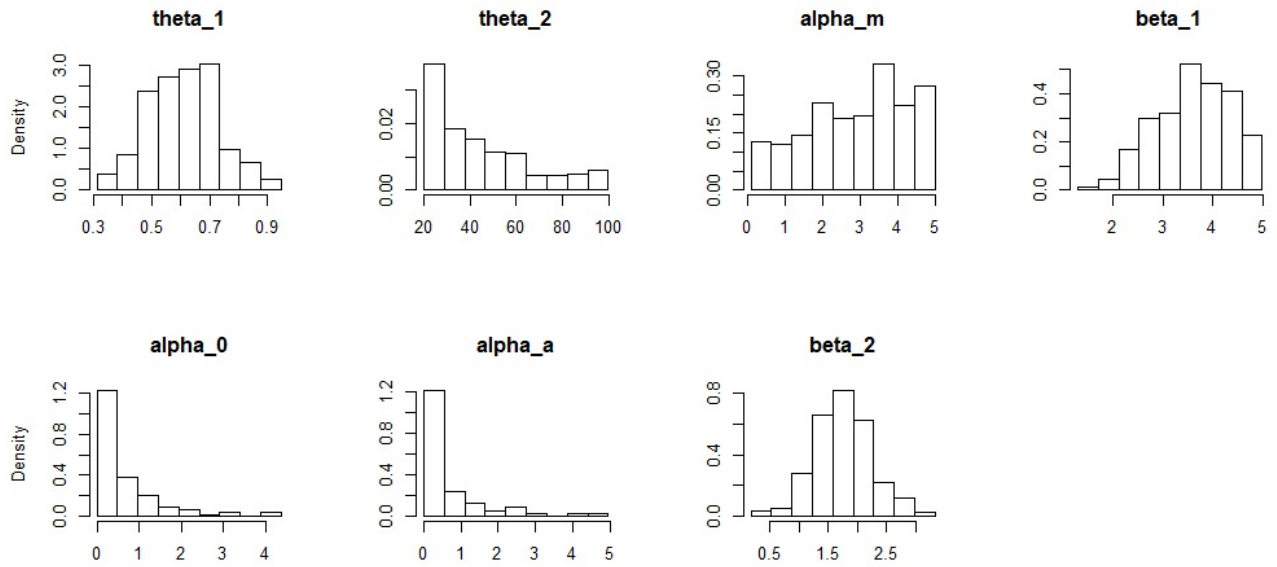 theta_1
theta_2
alpha_m
beta_1
Density
0.0 1.0 2.0 3.0
0.3 0.5 0.7 0.9
0.00 0.02
20 40 60 80 100
0.00 0.15 0.30
0 1 2 3 4 5
0.0 0.2 0.4
2 3 4 5
alpha_0
alpha_a
beta_2
Density
0.0 0.4 0.8 1.2
0 1 2 3 4
0.0 0.4 0.8 1.2
0 1 2 3 4 5
0.0 0.4 0.8
0.5 1.5 2.5